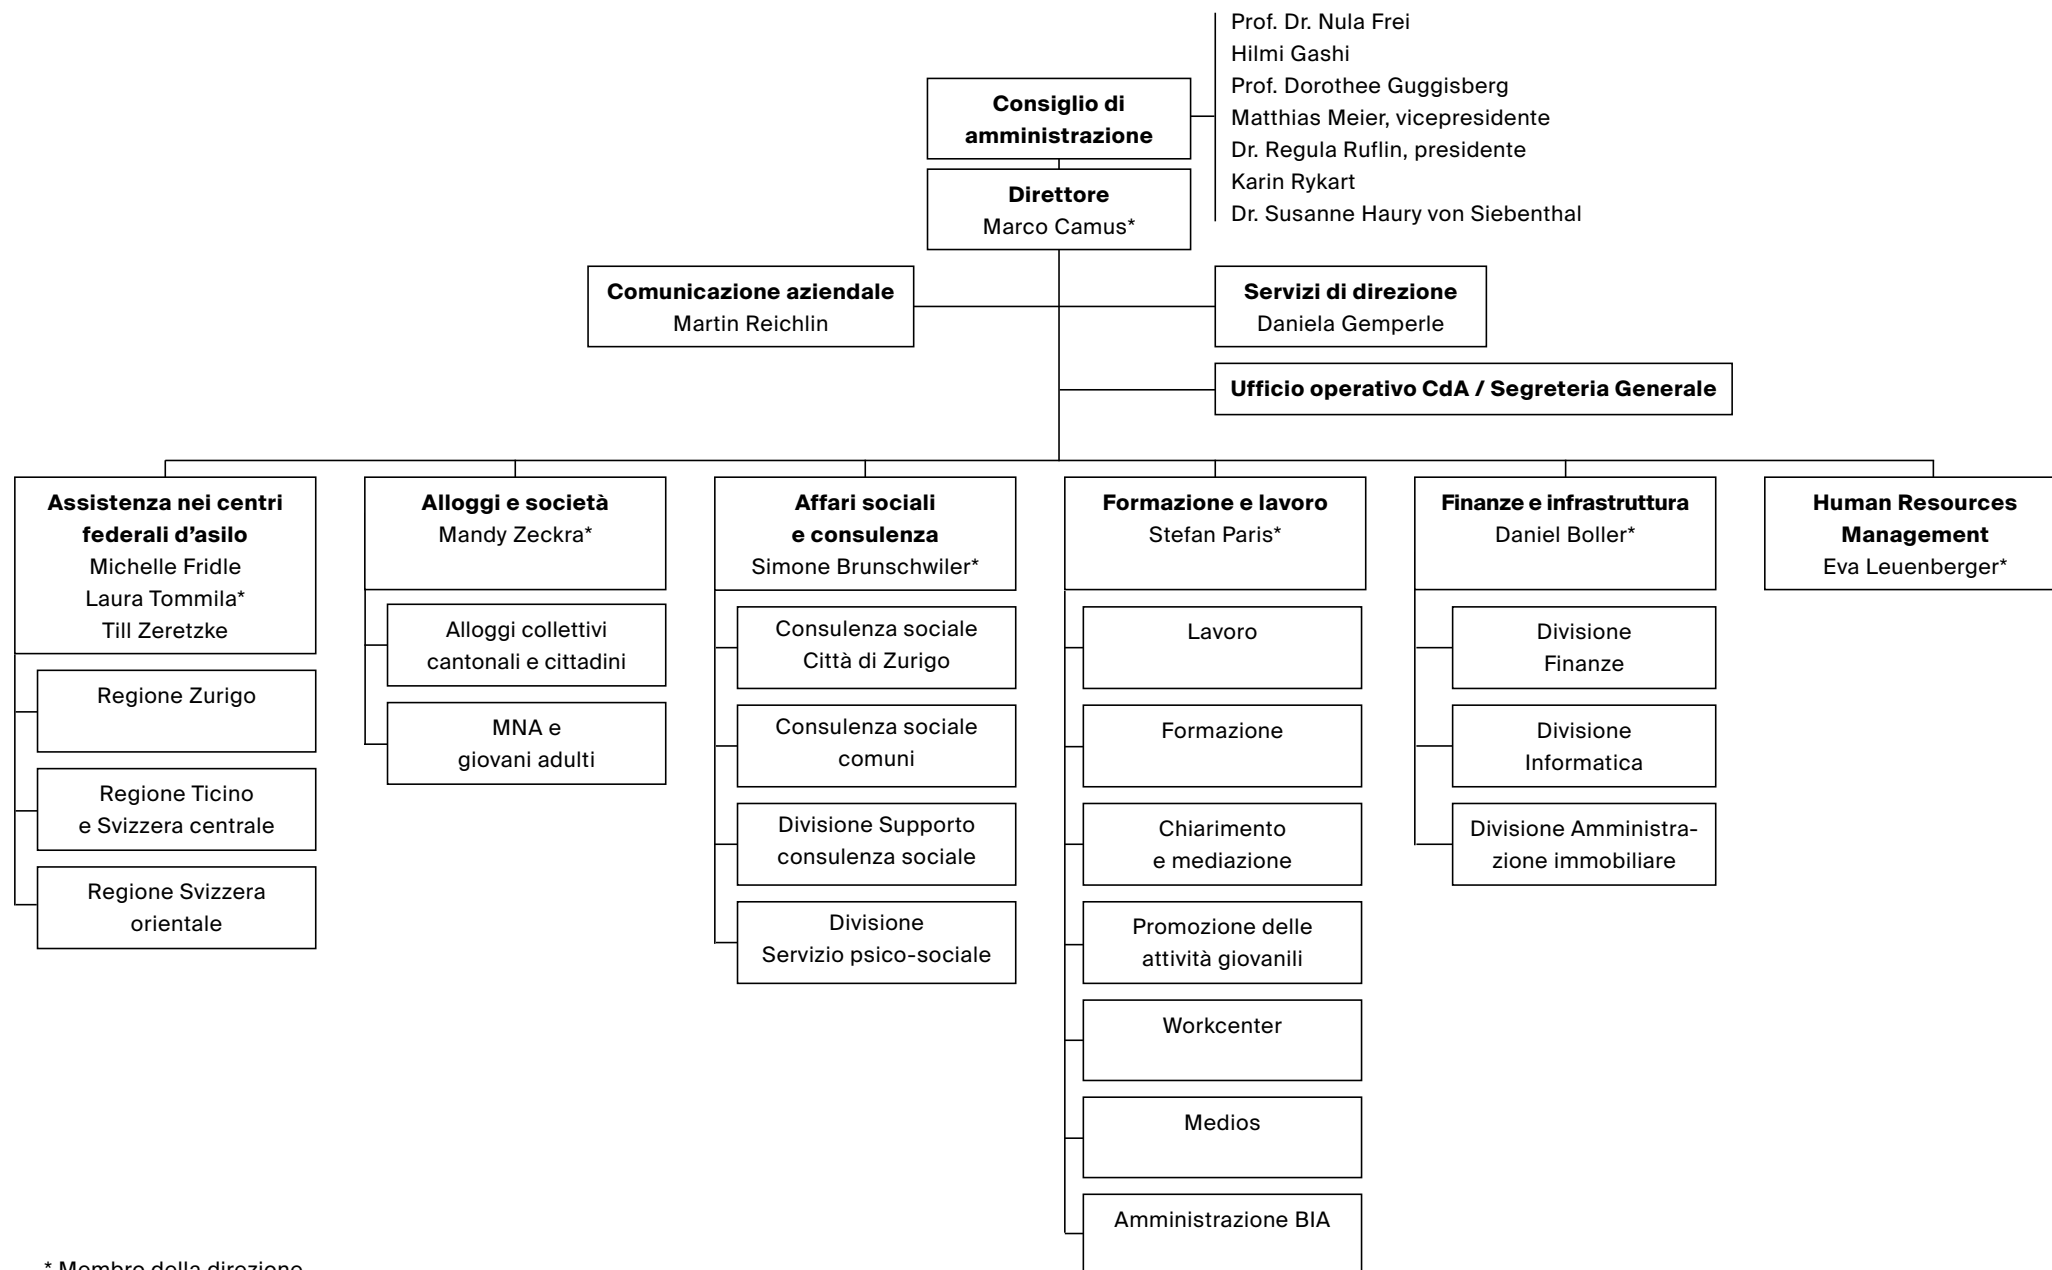 Prof. Dr. Nula Frei
Hilmi Gashi
Prof. Dorothee Guggisberg
Matthias Meier, vicepresidente
Dr. Regula Ruflin, presidente
Karin Rykart
Dr. Susanne Haury von Siebenthal
Consiglio di
amministrazione
Direttore
Marco Camus*
Comunicazione aziendale
Martin Reichlin
Servizi di direzione
Daniela Gemperle
Ufficio operativo CdA / Segreteria Generale
Assistenza nei centri
federali d’asilo
Michelle Fridle
Laura Tommila*
Till Zeretzke
Regione Zurigo
Regione Ticino
e Svizzera centrale
Regione Svizzera
orientale
Alloggi e società
Mandy Zeckra*
Alloggi collettivi
cantonali e cittadini
MNA e
giovani adulti
Affari sociali
e consulenza
Simone Brunschwiler*
Consulenza sociale
Città di Zurigo
Consulenza sociale
comuni
Divisione Supporto
consulenza sociale
Divisione
Servizio psico-sociale
Formazione e lavoro
Stefan Paris*
Lavoro
Formazione
Chiarimento
e mediazione
Promozione delle
attività giovanili
Workcenter
Medios
Amministrazione BIA
Finanze e infrastruttura
Daniel Boller*
Divisione
Finanze
Divisione
Informatica
Divisione Amministra-
zione immobiliare
Human Resources
Management
Eva Leuenberger*
* Membro della direzione